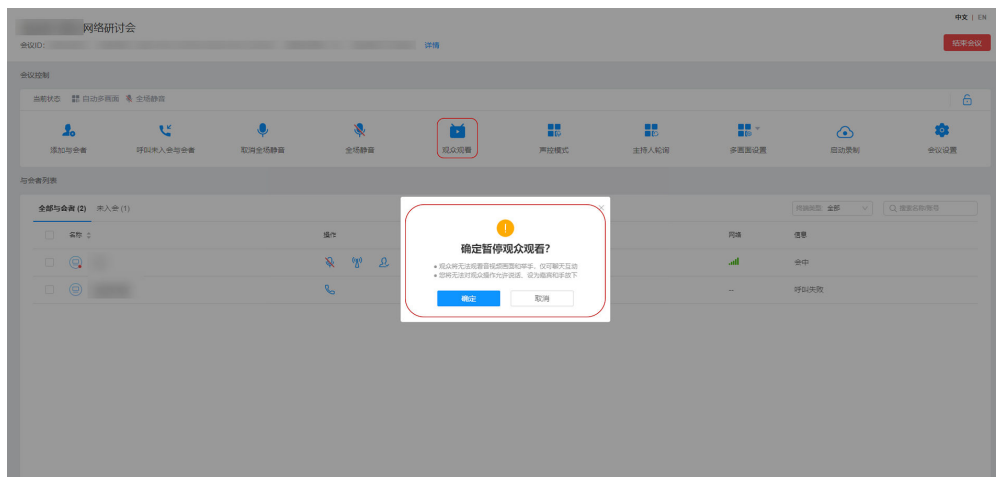 中文 | EN
网络研讨会
会议ID: 详情
结束会议
会议控制
当前状态 自动多画面 全场静音
添加与会者 呼叫未入会与会者 取消全场静音 全场静音 观众观看 声控模式 主持人轮询 多画面设置 启动录制 会议设置
与会者列表
全部与会者 (2) 未入会 (1) 全部 搜索名称/号码
名称 操作 网络 信息
会中
-- 呼叫失败
确定暂停观众观看?
• 观众将无法观看音视频画面和举手,仅可聊天互动
• 您将无法对观众操作允许说话、设为嘉宾和手放下
确定 取消